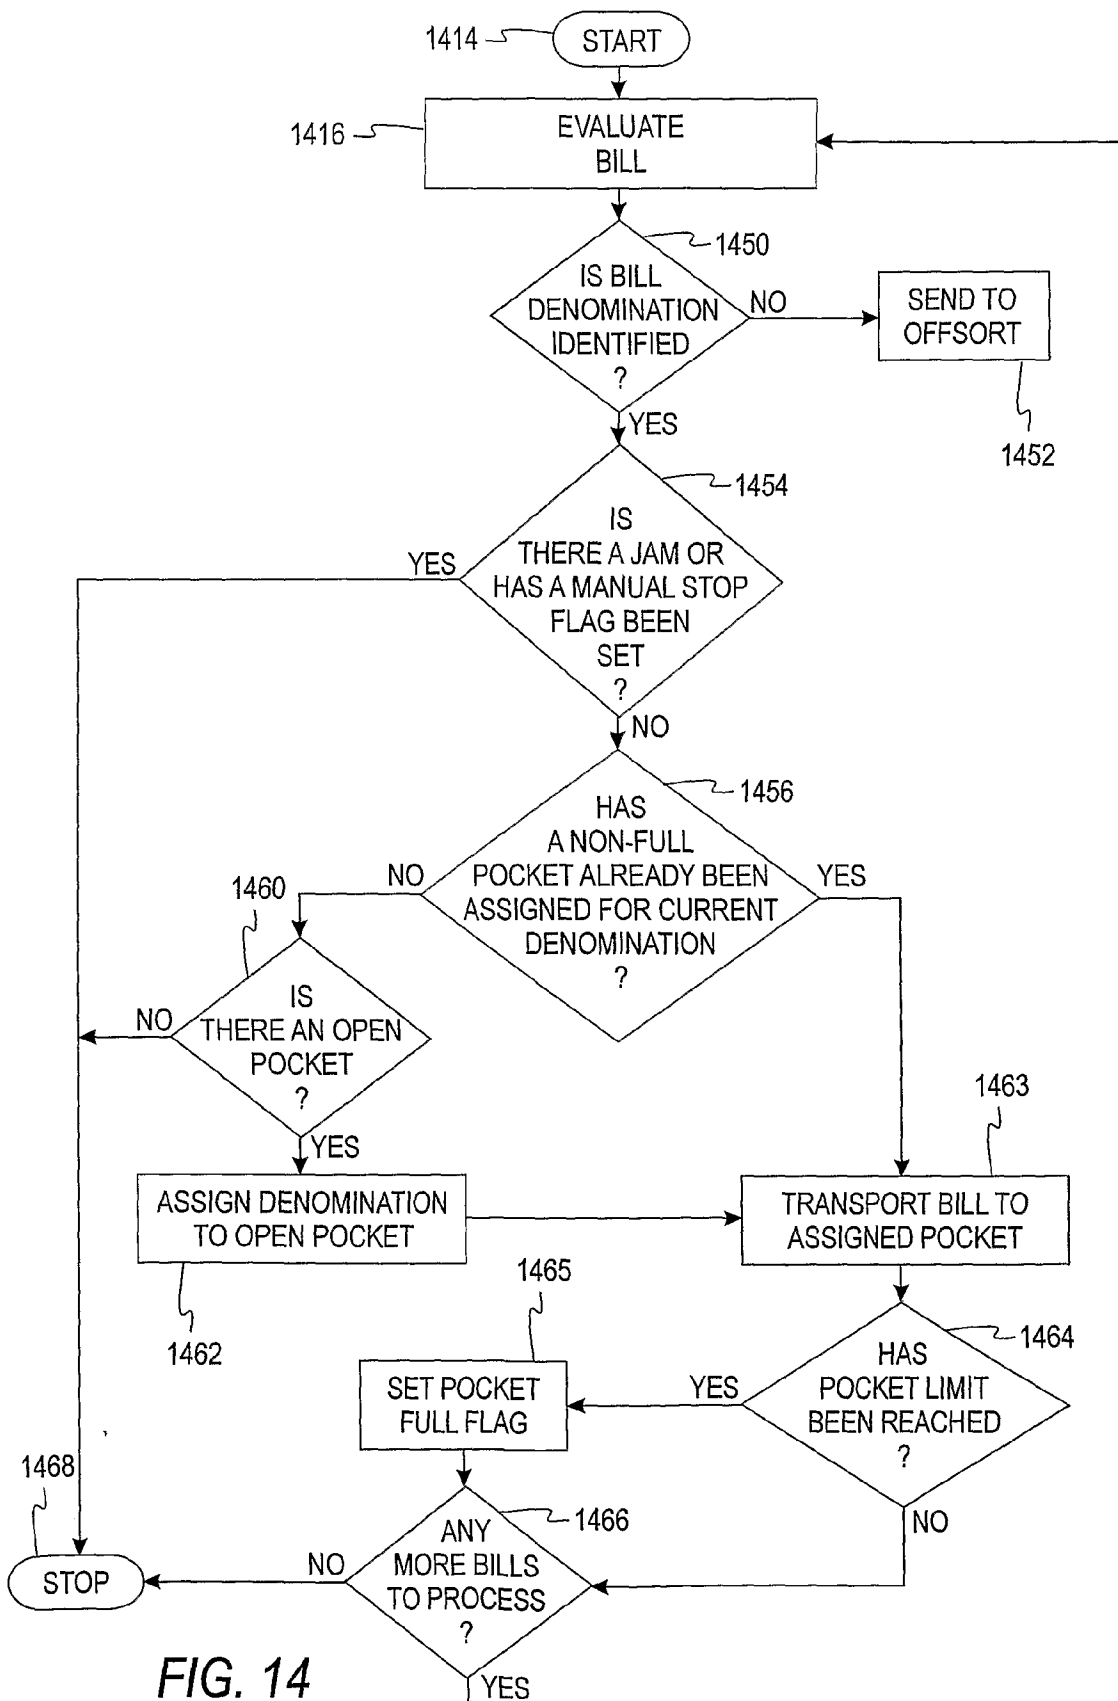 1414
START
1416
EVALUATE
BILL
1450
IS BILL
DENOMINATION
IDENTIFIED
?
NO
SEND TO
OFFSORT
1452
YES
1454
IS
THERE A JAM OR
HAS A MANUAL STOP
FLAG BEEN
SET
?
YES
NO
1456
HAS
A NON-FULL
POCKET ALREADY BEEN
ASSIGNED FOR CURRENT
DENOMINATION
?
NO
YES
1460
IS
THERE AN OPEN
POCKET
?
NO
YES
ASSIGN DENOMINATION
TO OPEN POCKET
1462
1463
TRANSPORT BILL TO
ASSIGNED POCKET
1464
HAS
POCKET LIMIT
BEEN REACHED
?
YES
NO
1465
SET POCKET
FULL FLAG
1466
ANY
MORE BILLS
TO PROCESS
?
NO
1468
STOP
YES
FIG. 14